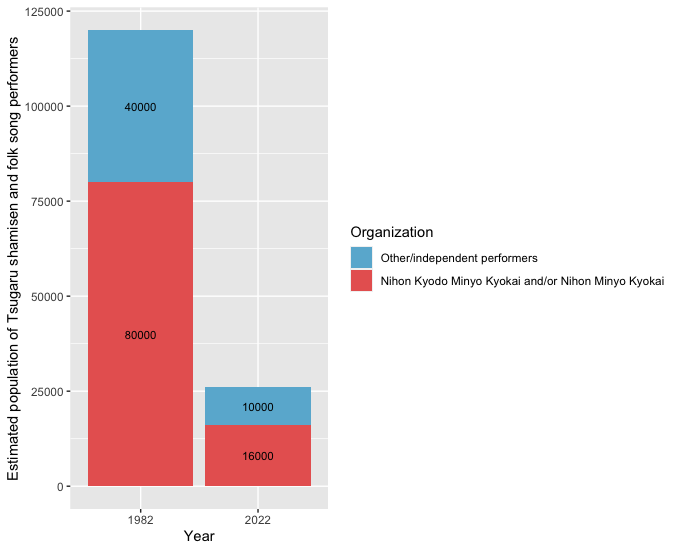 Estimated population of Tsugaru shamisen and folk song performers
125000
100000
75000
50000
25000
0
40000
80000
10000
16000
1982
2022
Year
Organization
Other/independent performers
Nihon Kyodo Minyo Kyokai and/or Nihon Minyo Kyokai